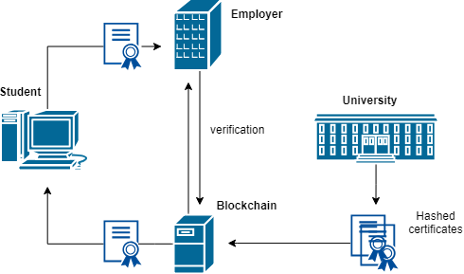 Employer
Student
University
verification
Blockchain
Hashed
certificates